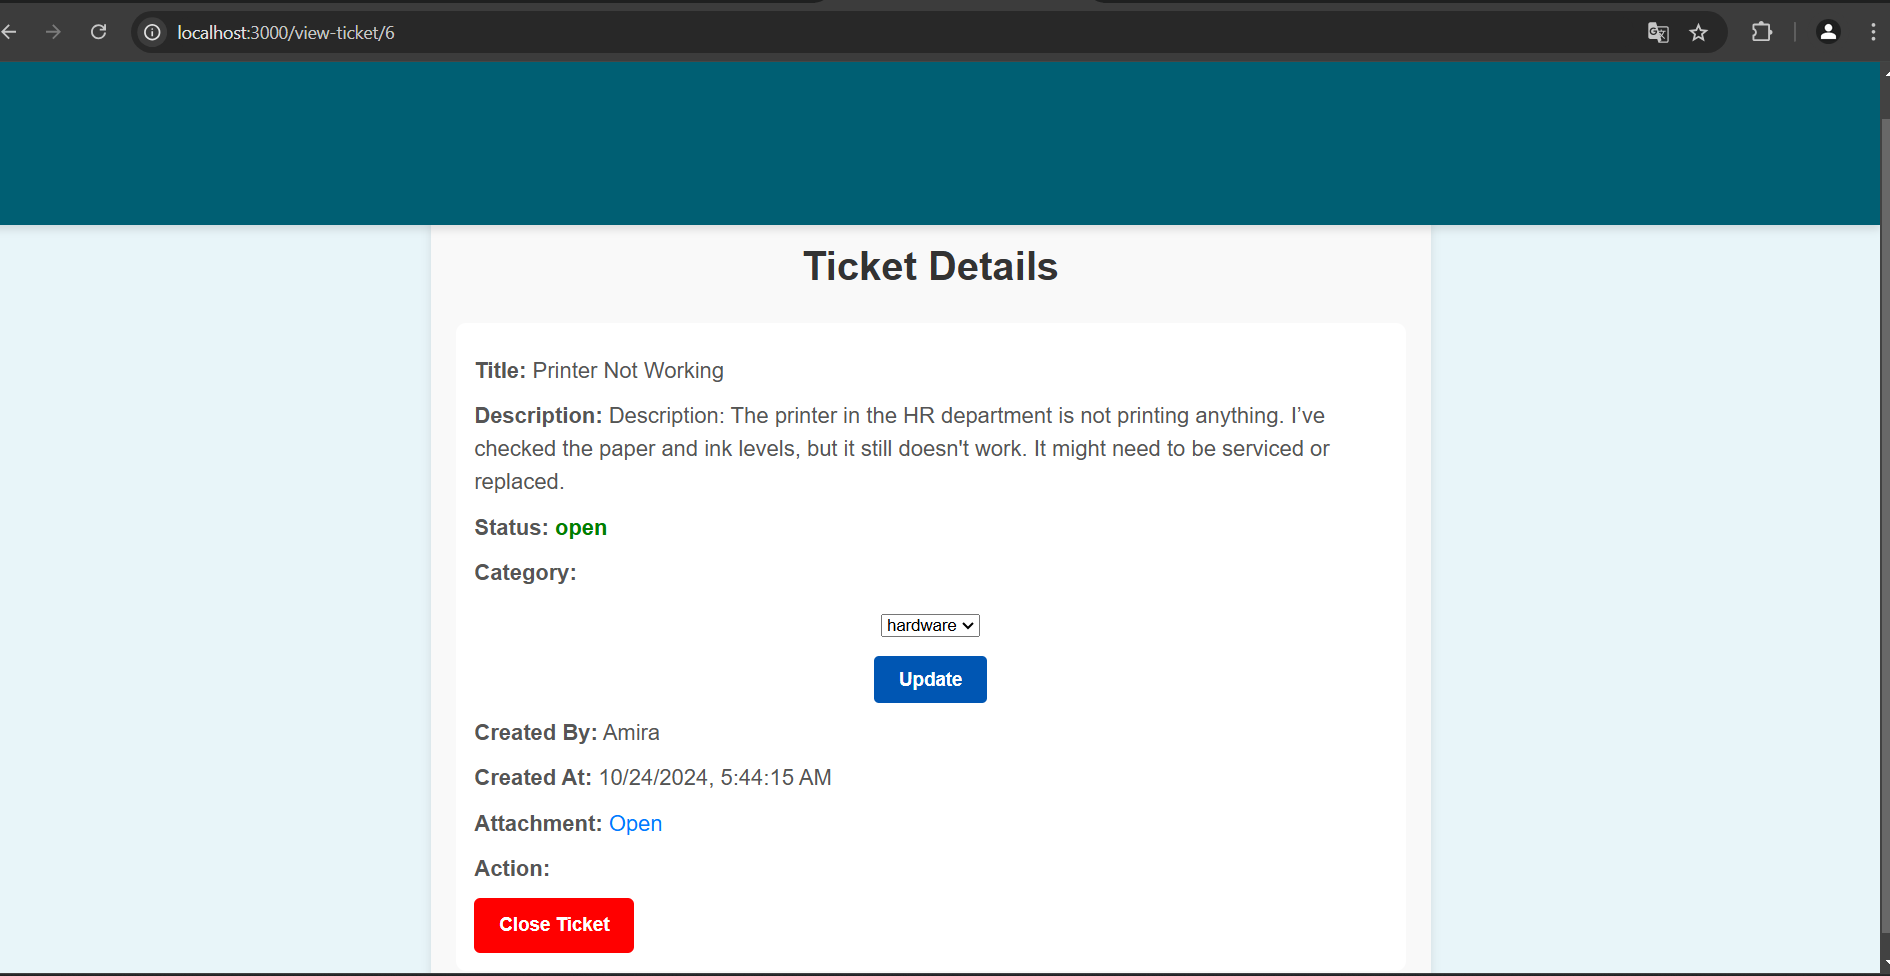 localhost:3000/view-ticket/6
Ticket Details
Title: Printer Not Working
Description: Description: The printer in the HR department is not printing anything. I’ve
checked the paper and ink levels, but it still doesn't work. It might need to be serviced or
replaced.
Status: open
Category:
hardware
Update
Created By: Amira
Created At: 10/24/2024, 5:44:15 AM
Attachment: Open
Action:
Close Ticket